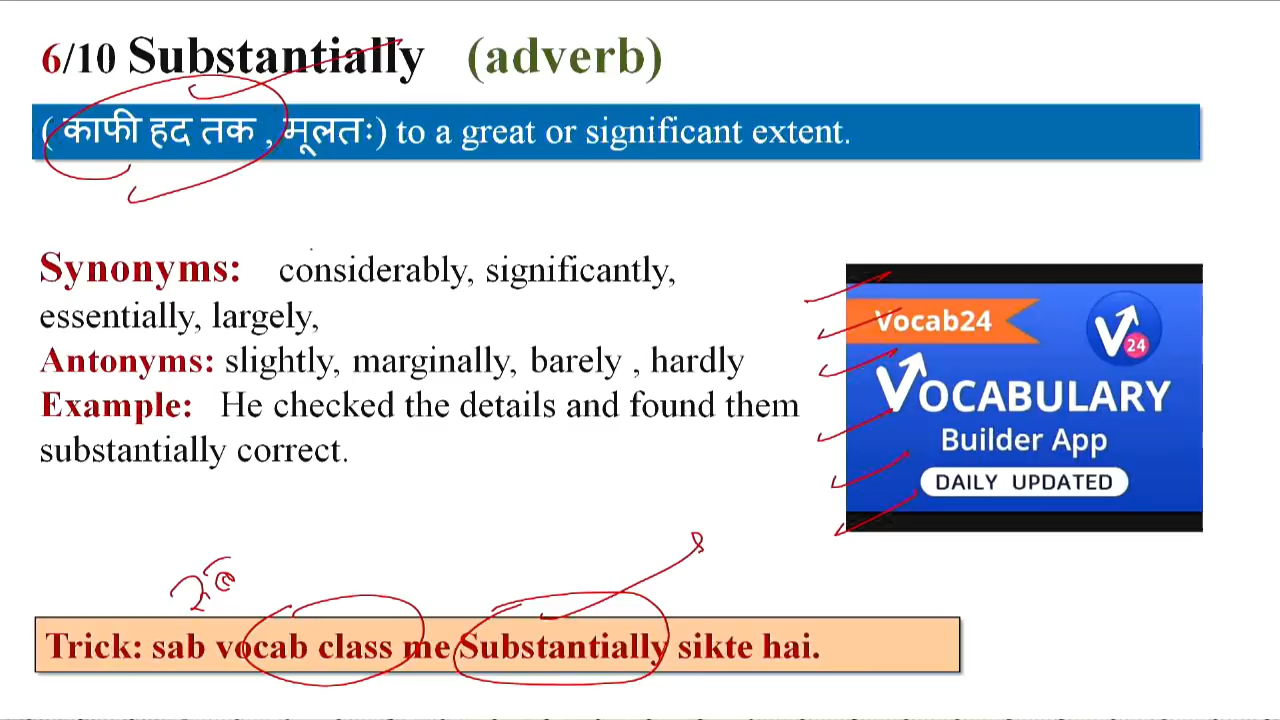 6/10 Substantially (adverb)
( काफी हद तक , मूलतः) to a great or significant extent.
Synonyms: considerably, significantly,
essentially, largely,
Antonyms: slightly, marginally, barely , hardly
Example: He checked the details and found them
substantially correct.
Vocab24
24
VOCABULARY
Builder App
DAILY UPDATED
Trick: sab vocab class me Substantially sikte hai.